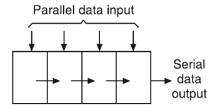 Parallel data input
Serial
data
output